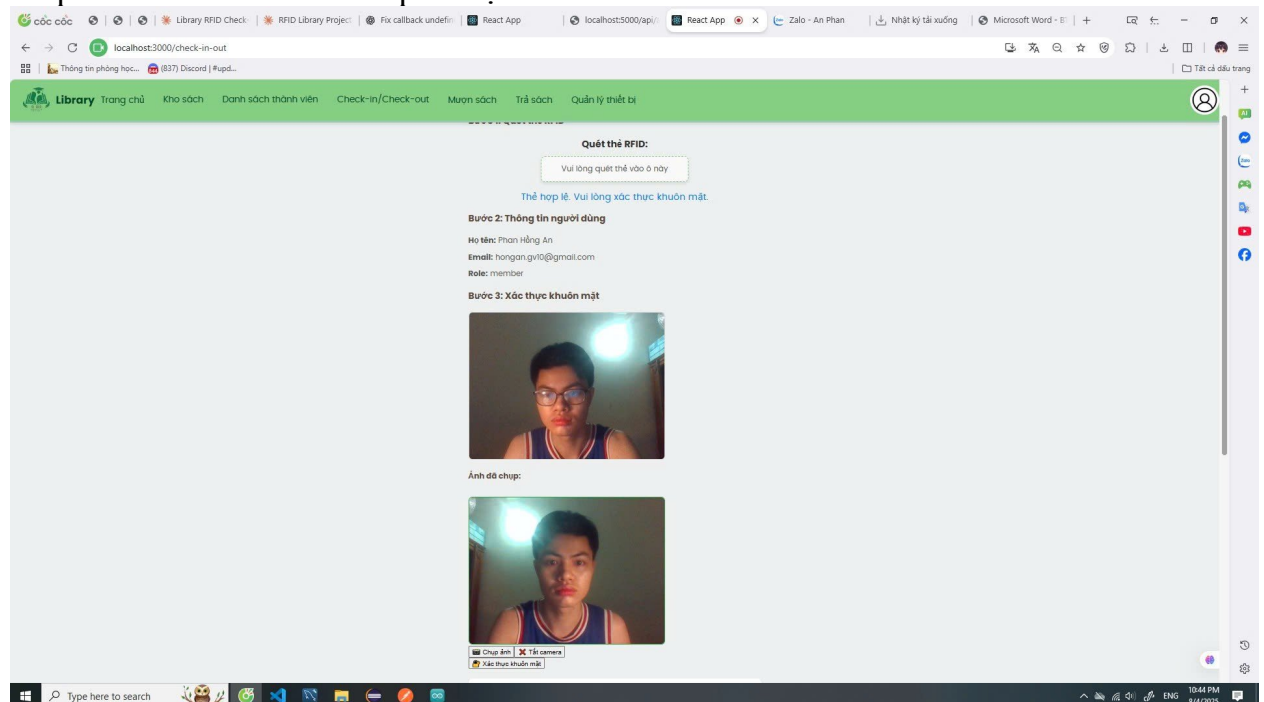 cốc cốc
Library RFID Check
RFID Library Project
Fix callback undefin
React App
localhost:5000/api/
React App
Zalo - An Phan
Nhật ký tải xuống
Microsoft Word - B
localhost:3000/check-in-out
Thông tin phòng học...
(837) Discord | #upd...
Tất cả dấu trang
Library Trang chủ Kho sách Danh sách thành viên Check-in/Check-out Mượn sách Trả sách Quản lý thiết bị
Quét thẻ RFID:
Vui lòng quét thẻ vào ô này
Thẻ hợp lệ. Vui lòng xác thực khuôn mặt.
Bước 2: Thông tin người dùng
Họ tên: Phan Hồng An
Email: hongan.gv10@gmail.com
Role: member
Bước 3: Xác thực khuôn mặt
Ảnh đã chụp:
Chụp ảnh Tắt camera
Xác thực khuôn mặt
Type here to search
ENG
10:44 PM
8/4/2025